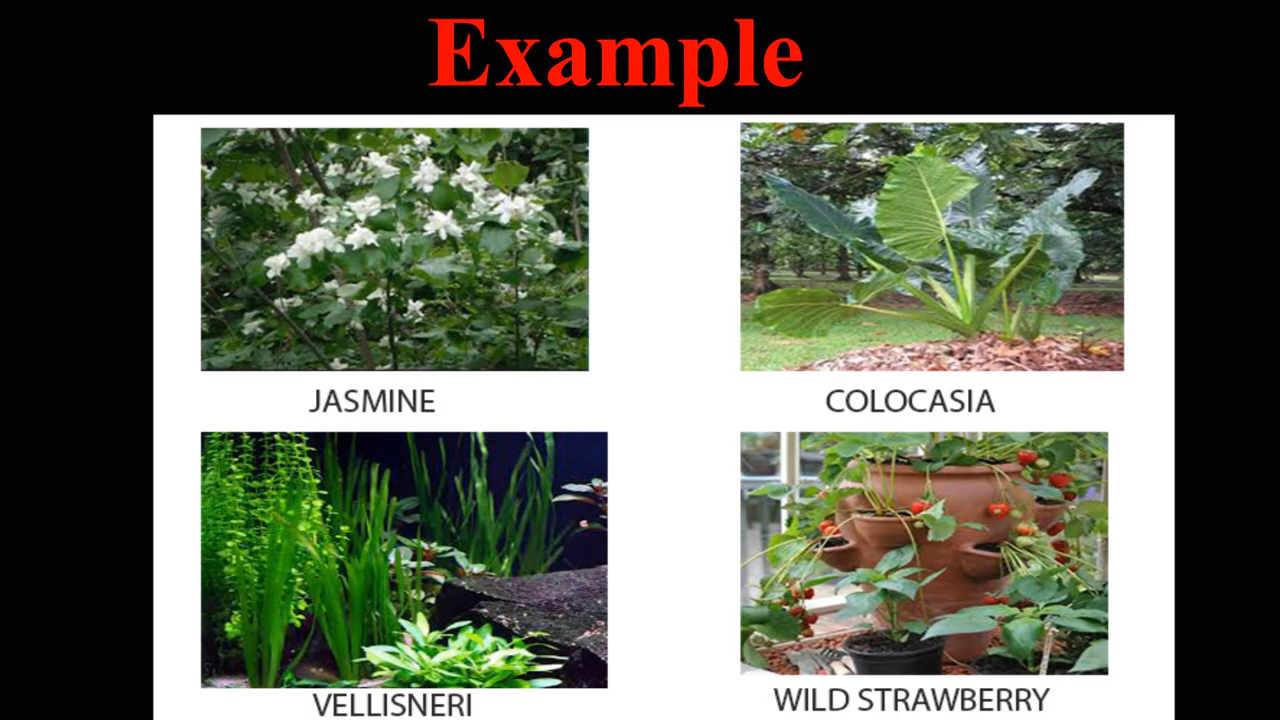 Example
JASMINE
COLOCASIA
VELLISNERI
WILD STRAWBERRY